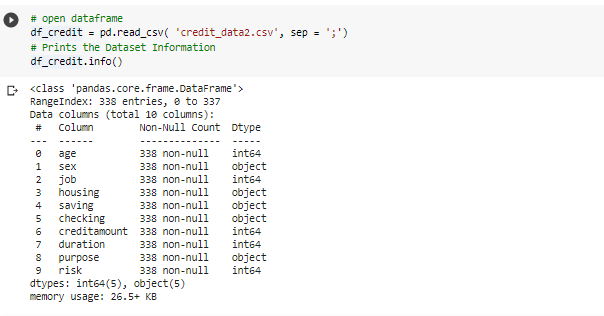 # open dataframe
df_credit = pd.read_csv( 'credit_data2.csv', sep = ';')
# Prints the Dataset Information
df_credit.info()
<class 'pandas.core.frame.DataFrame'>
RangeIndex: 338 entries, 0 to 337
Data columns (total 10 columns):
 #   Column        Non-Null Count  Dtype
---  ------        --------------  -----
 0   age           338 non-null    int64
 1   sex           338 non-null    object
 2   job           338 non-null    int64
 3   housing       338 non-null    object
 4   saving        338 non-null    object
 5   checking      338 non-null    object
 6   creditamount  338 non-null    int64
 7   duration      338 non-null    int64
 8   purpose       338 non-null    object
 9   risk          338 non-null    int64
dtypes: int64(5), object(5)
memory usage: 26.5+ KB